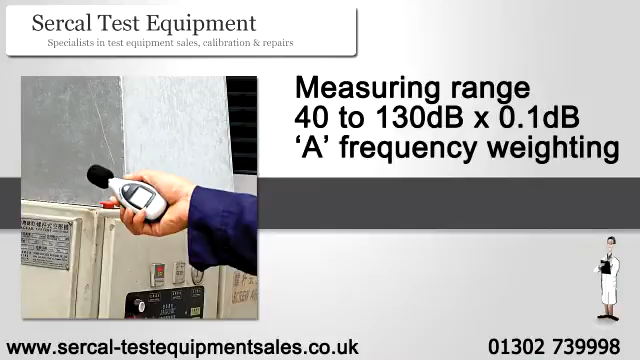 Sercal Test Equipment
Specialists in test equipment sales, calibration & repairs
Measuring range
40 to 130dB x 0.1dB
‘A’ frequency weighting
www.sercal-testequipmentsales.co.uk
01302 739998